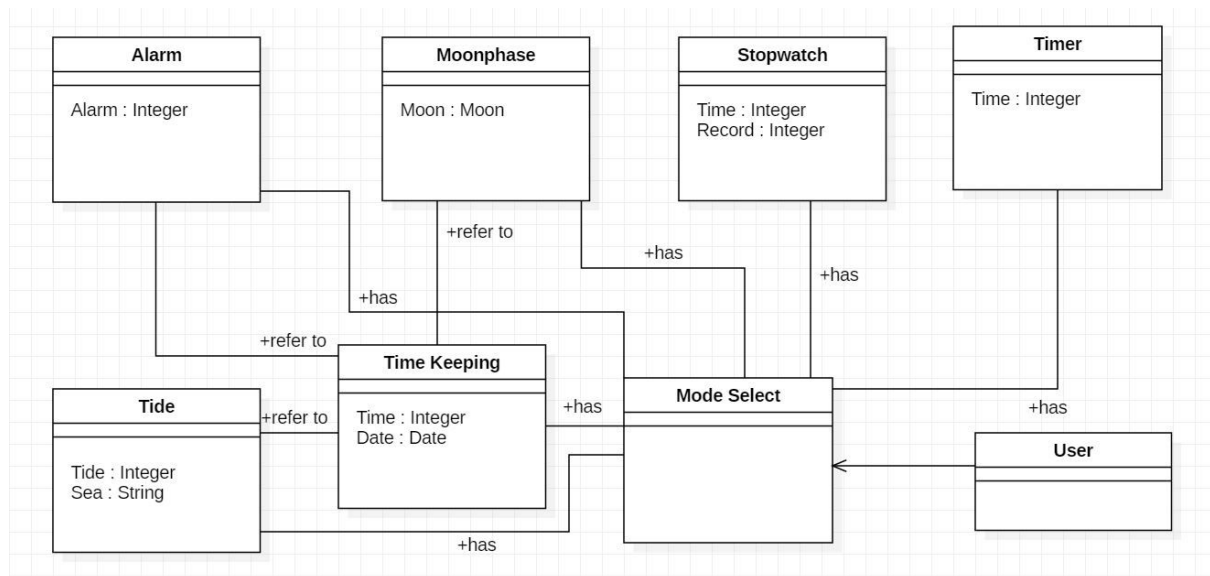 Alarm
Alarm : Integer
Moonphase
Moon : Moon
Stopwatch
Time : Integer
Record : Integer
Timer
Time : Integer
+refer to
+has
+has
+has
+refer to
Time Keeping
Time : Integer
Date : Date
Tide
Tide : Integer
Sea : String
+refer to
+has
Mode Select
+has
User
+has